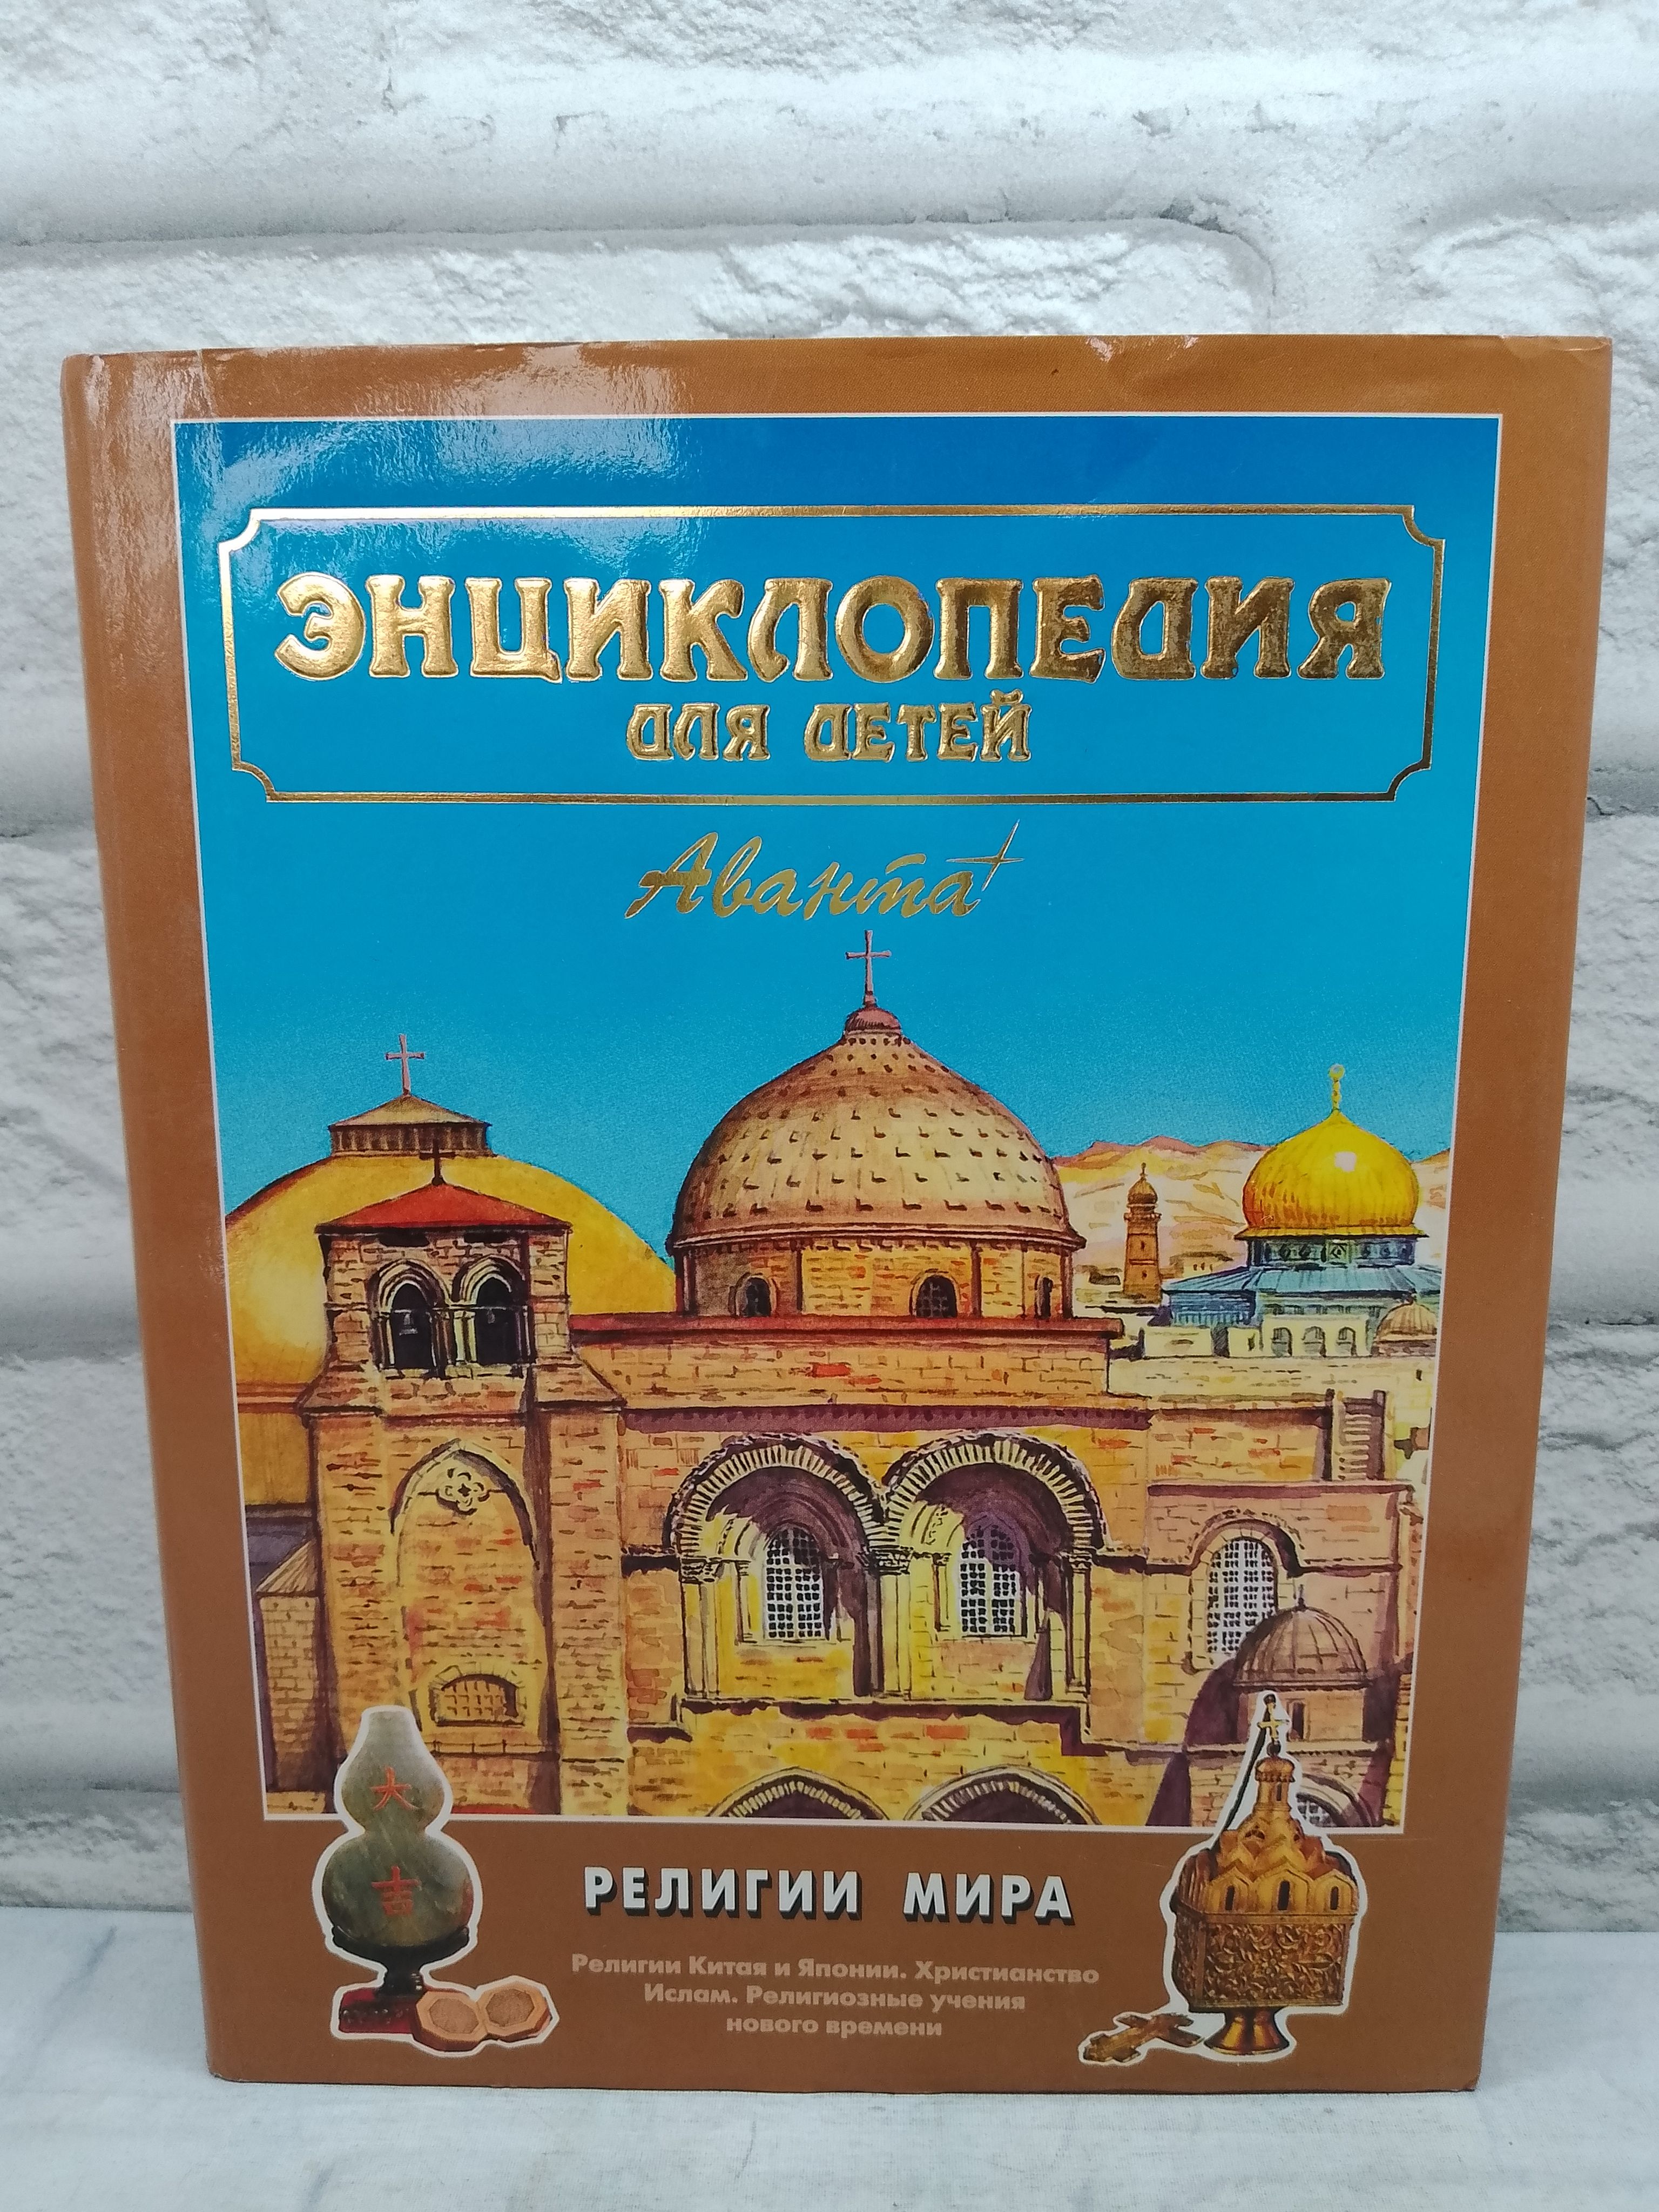 ЭНЦИКЛОПЕДИЯ
ДЛЯ ДЕТЕЙ
Аванта+
大
吉
РЕЛИГИИ МИРА
Религии Китая и Японии. Христианство
Ислам. Религиозные учения
нового времени